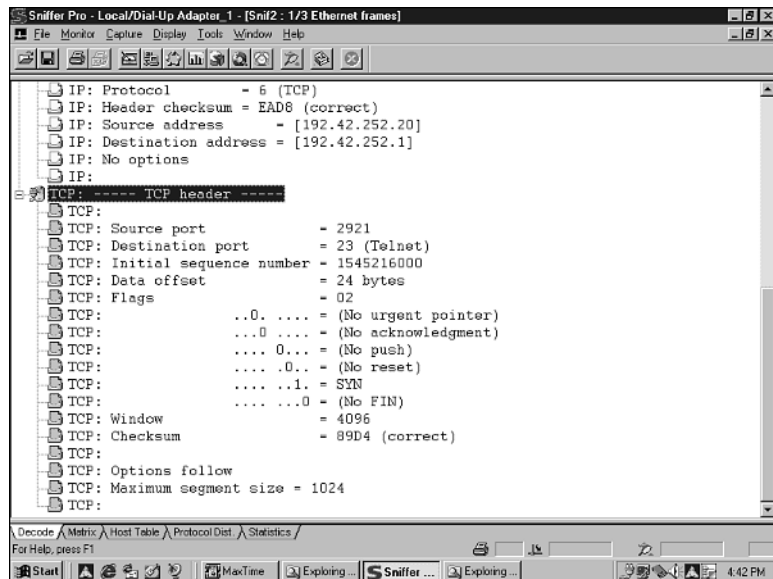 Sniffer Pro - Local/Dial-Up Adapter_1 - [Snif2 : 1/3 Ethernet frames]
File Monitor Capture Display Tools Window Help
IP: Protocol = 6 (TCP)
IP: Header checksum = EAD8 (correct)
IP: Source address = [192.42.252.20]
IP: Destination address = [192.42.252.1]
IP: No options
IP:
TCP: ----- TCP header -----
TCP:
TCP: Source port = 2921
TCP: Destination port = 23 (Telnet)
TCP: Initial sequence number = 1545216000
TCP: Data offset = 24 bytes
TCP: Flags = 02
TCP: ..0. .... = (No urgent pointer)
TCP: ...0 .... = (No acknowledgment)
TCP: .... 0... = (No push)
TCP: .... .0.. = (No reset)
TCP: .... ..1. = SYN
TCP: .... ...0 = (No FIN)
TCP: Window = 4096
TCP: Checksum = 89D4 (correct)
TCP:
TCP: Options follow
TCP: Maximum segment size = 1024
TCP:
Decode Matrix Host Table Protocol Dist. Statistics
For Help, press F1
Start MaxTime Exploring ... Sniffer ... Exploring ... 4:42 PM